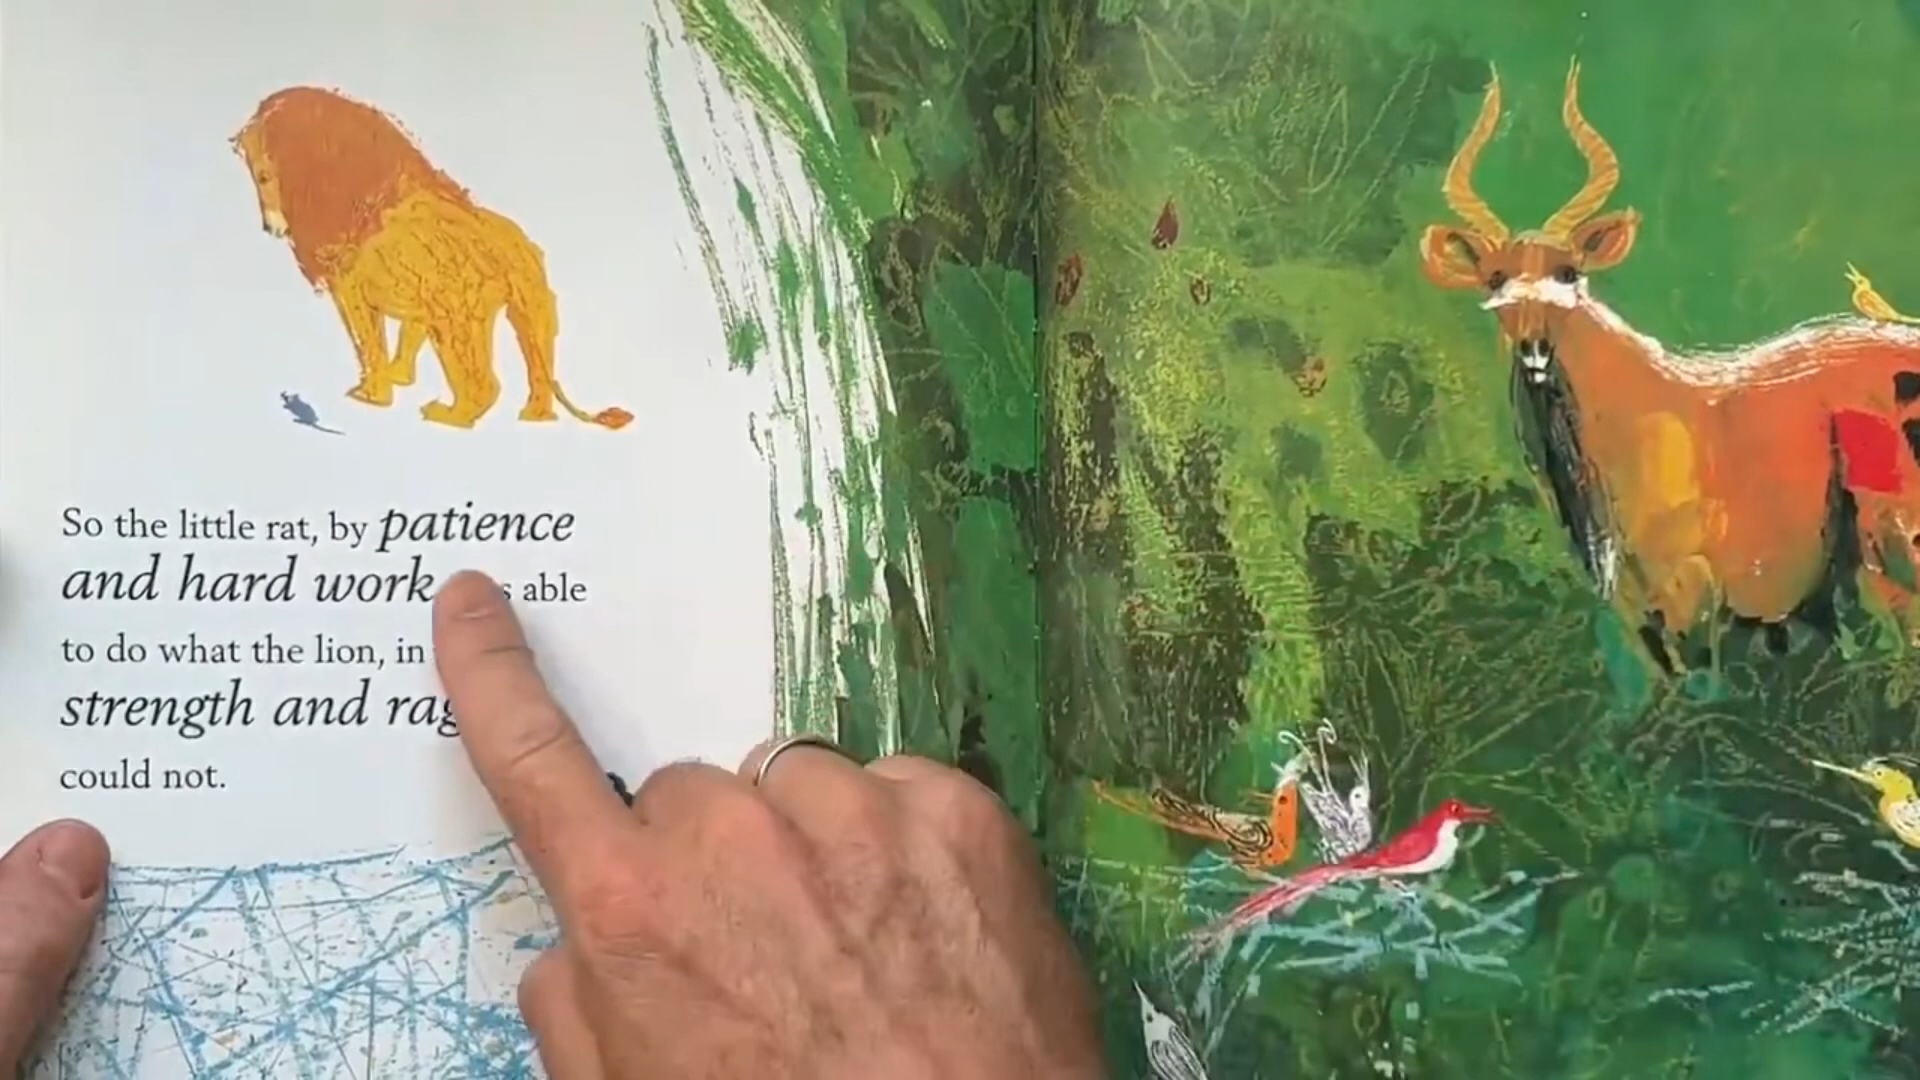 So the little rat, by patience
and hard work able
to do what the lion, in
strength and
could not.